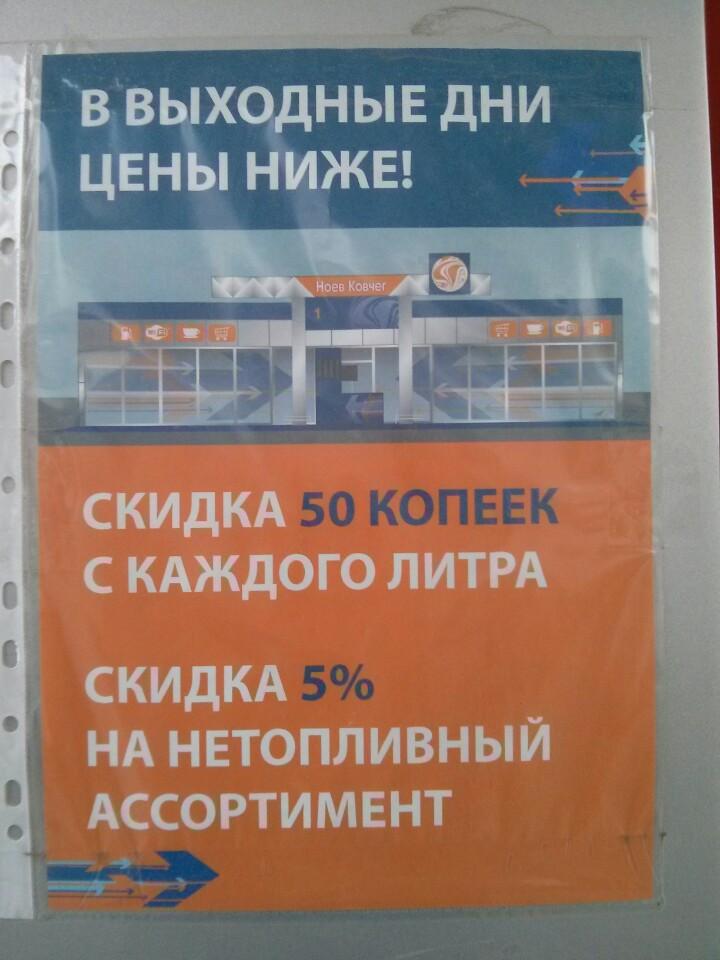 В ВЫХОДНЫЕ ДНИ
ЦЕНЫ НИЖЕ!
Ноев Ковчег
1
СКИДКА 50 КОПЕЕК
С КАЖДОГО ЛИТРА
СКИДКА 5%
НА НЕТОПЛИВНЫЙ
АССОРТИМЕНТ